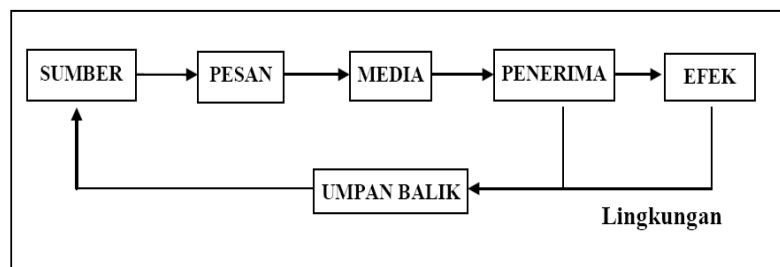 SUMBER
PESAN
MEDIA
PENERIMA
EFEK
UMPAN BALIK
Lingkungan